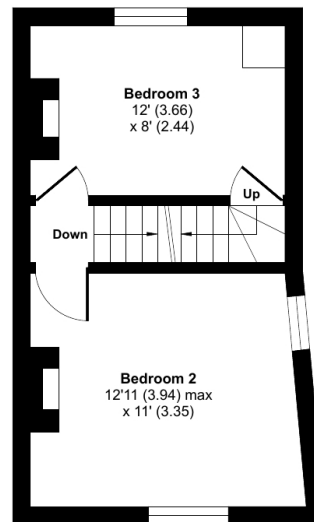 Bedroom 3
12' (3.66)
x 8' (2.44)
Up
Down
Bedroom 2
12'11 (3.94) max
x 11' (3.35)